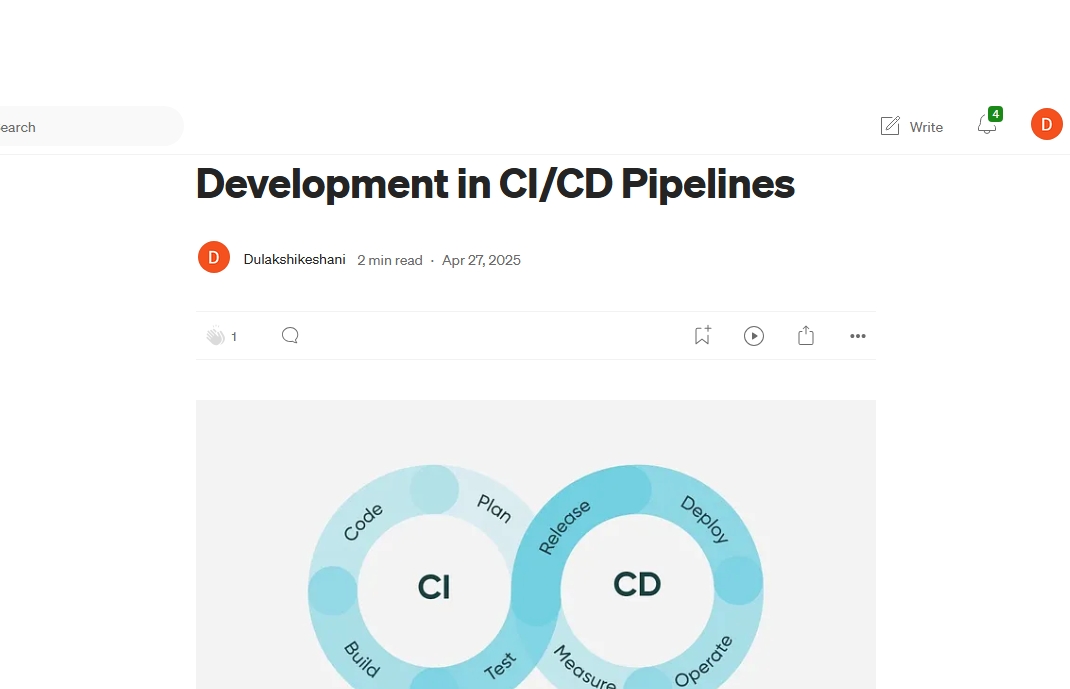 earch
Write
4
D
Development in CI/CD Pipelines
D
Dulakshikeshani 2 min read · Apr 27, 2025
1
Code
Plan
Release
Deploy
CI
CD
Build
Test
Measure
Operate